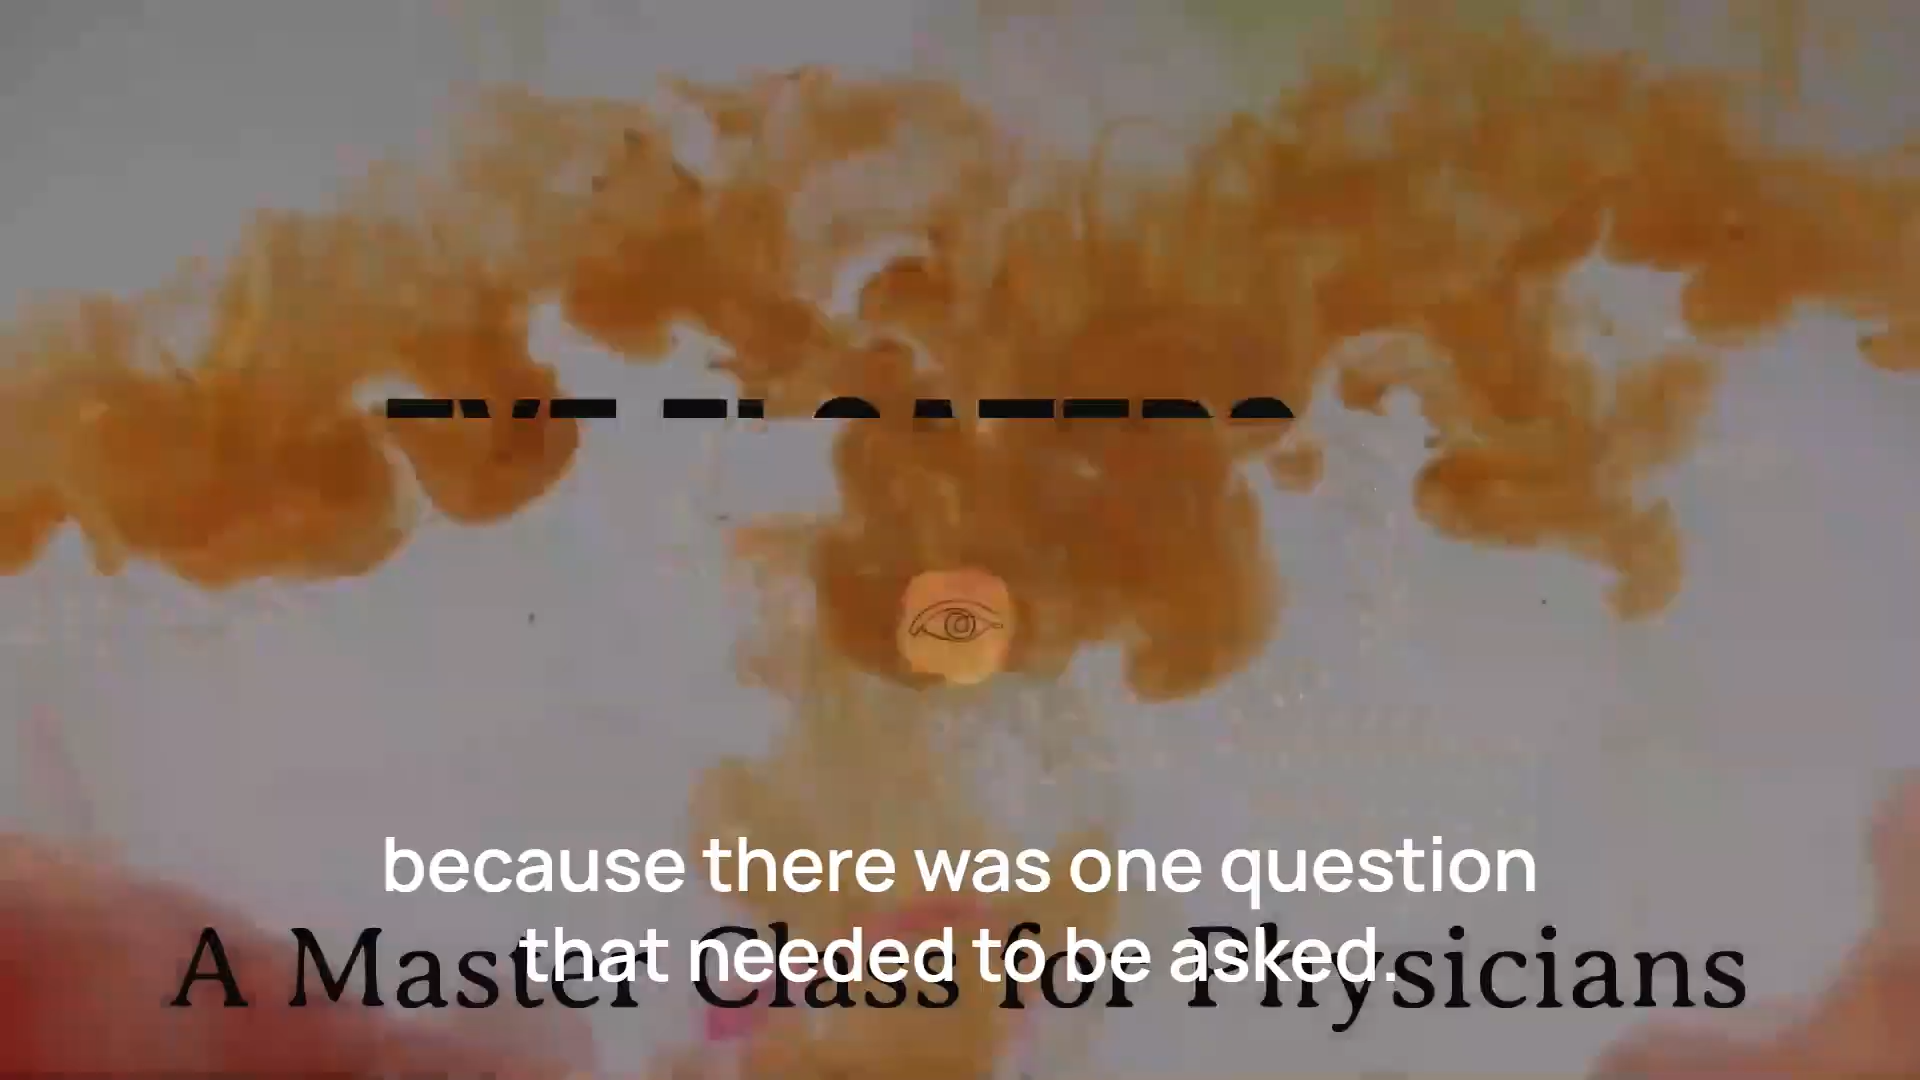 because there was one question
that needed to be asked.
A Master Class for Physicians